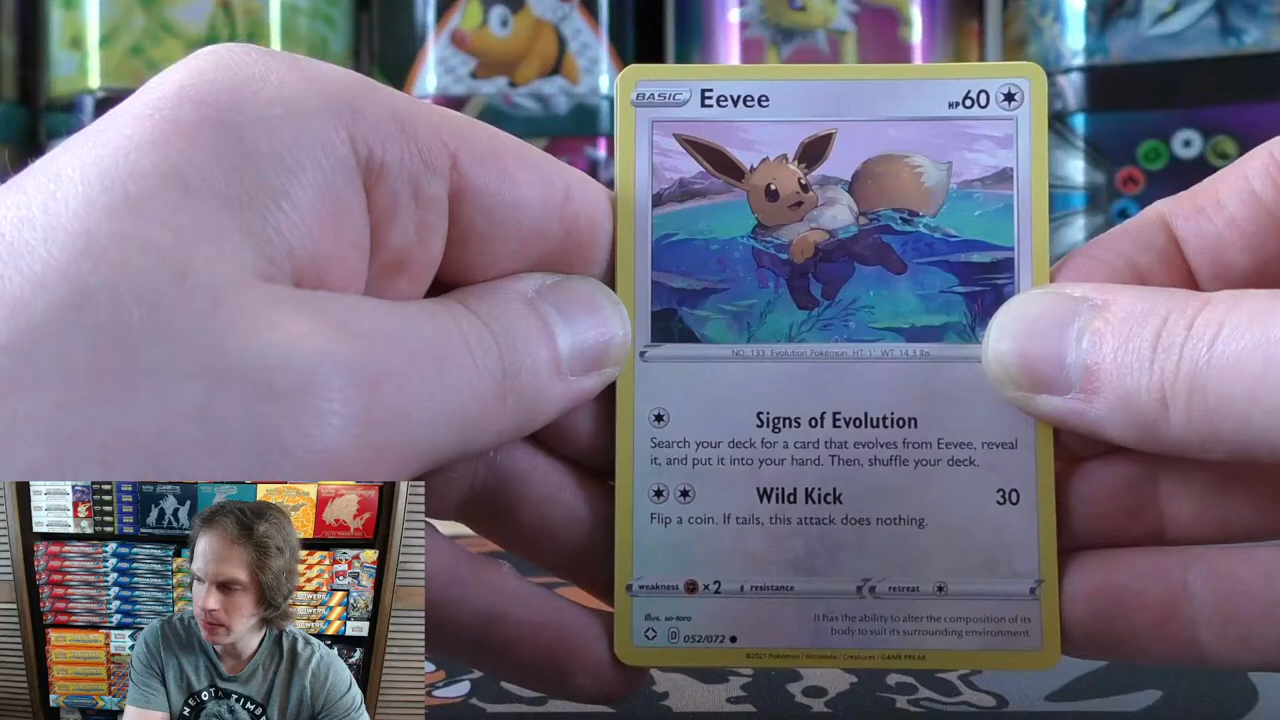 BASIC Eevee HP60
NO. 133 Evolution Pokémon HT: 1' WT: 14.3 lbs.
Signs of Evolution
Search your deck for a card that evolves from Eevee, reveal
it, and put it into your hand. Then, shuffle your deck.
Wild Kick 30
Flip a coin. If tails, this attack does nothing.
weakness ×2 resistance retreat
Illus. so-taro
It has the ability to alter the composition of its
body to suit its surrounding environment.
D 052/072
©2021 Pokémon / Nintendo / Creatures / GAME FREAK